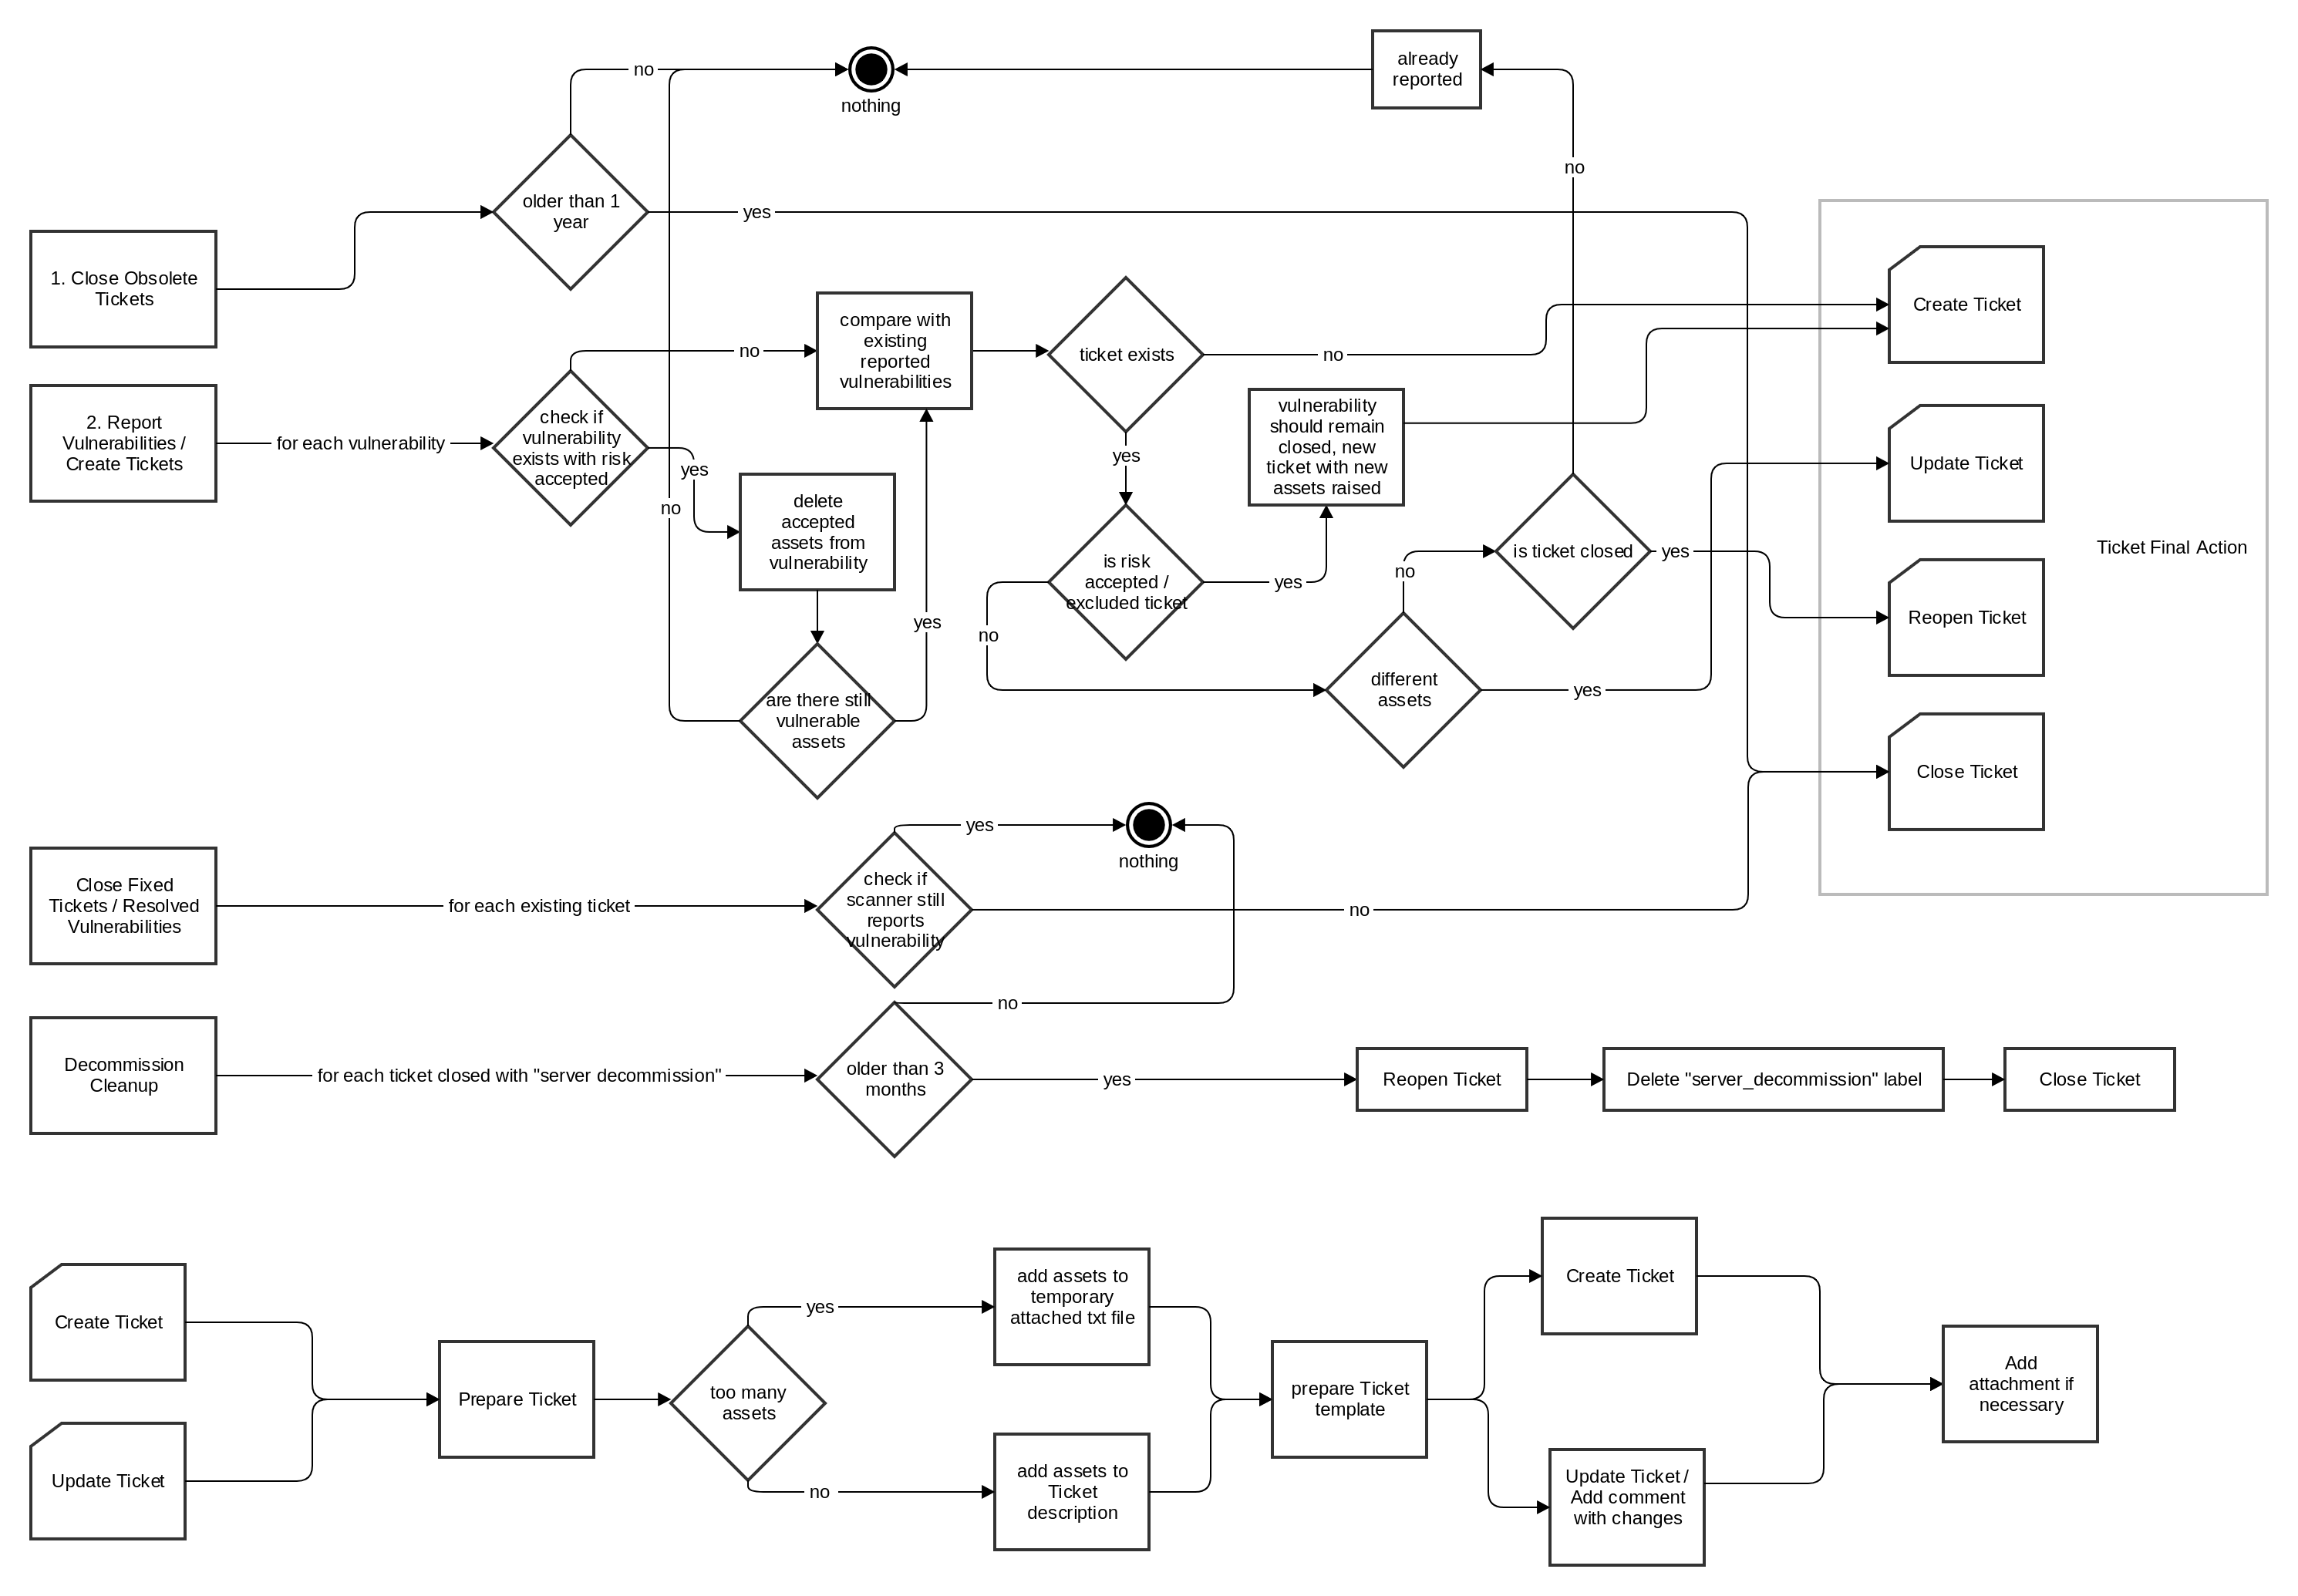 no
nothing
already
reported
no
older than 1
year
yes
1. Close Obsolete
Tickets
Create Ticket
compare with
existing
reported
vulnerabilities
no
ticket exists
no
2. Report
Vulnerabilities /
Create Tickets
for each vulnerability
check if
vulnerability
exists with risk
accepted
yes
no
delete
accepted
assets from
vulnerability
yes
vulnerability
should remain
closed, new
ticket with new
assets raised
Update Ticket
is risk
accepted /
excluded ticket
yes
no
no
is ticket closed
yes
Ticket Final Action
Reopen Ticket
yes
are there still
vulnerable
assets
different
assets
yes
Close Ticket
yes
nothing
Close Fixed
Tickets / Resolved
Vulnerabilities
for each existing ticket
check if
scanner still
reports
vulnerability
no
no
Decommission
Cleanup
for each ticket closed with "server decommission"
older than 3
months
yes
Reopen Ticket
Delete "server_decommission" label
Close Ticket
Create Ticket
Update Ticket
Prepare Ticket
too many
assets
yes
no
add assets to
temporary
attached txt file
add assets to
Ticket
description
prepare Ticket
template
Create Ticket
Update Ticket /
Add comment
with changes
Add
attachment if
necessary